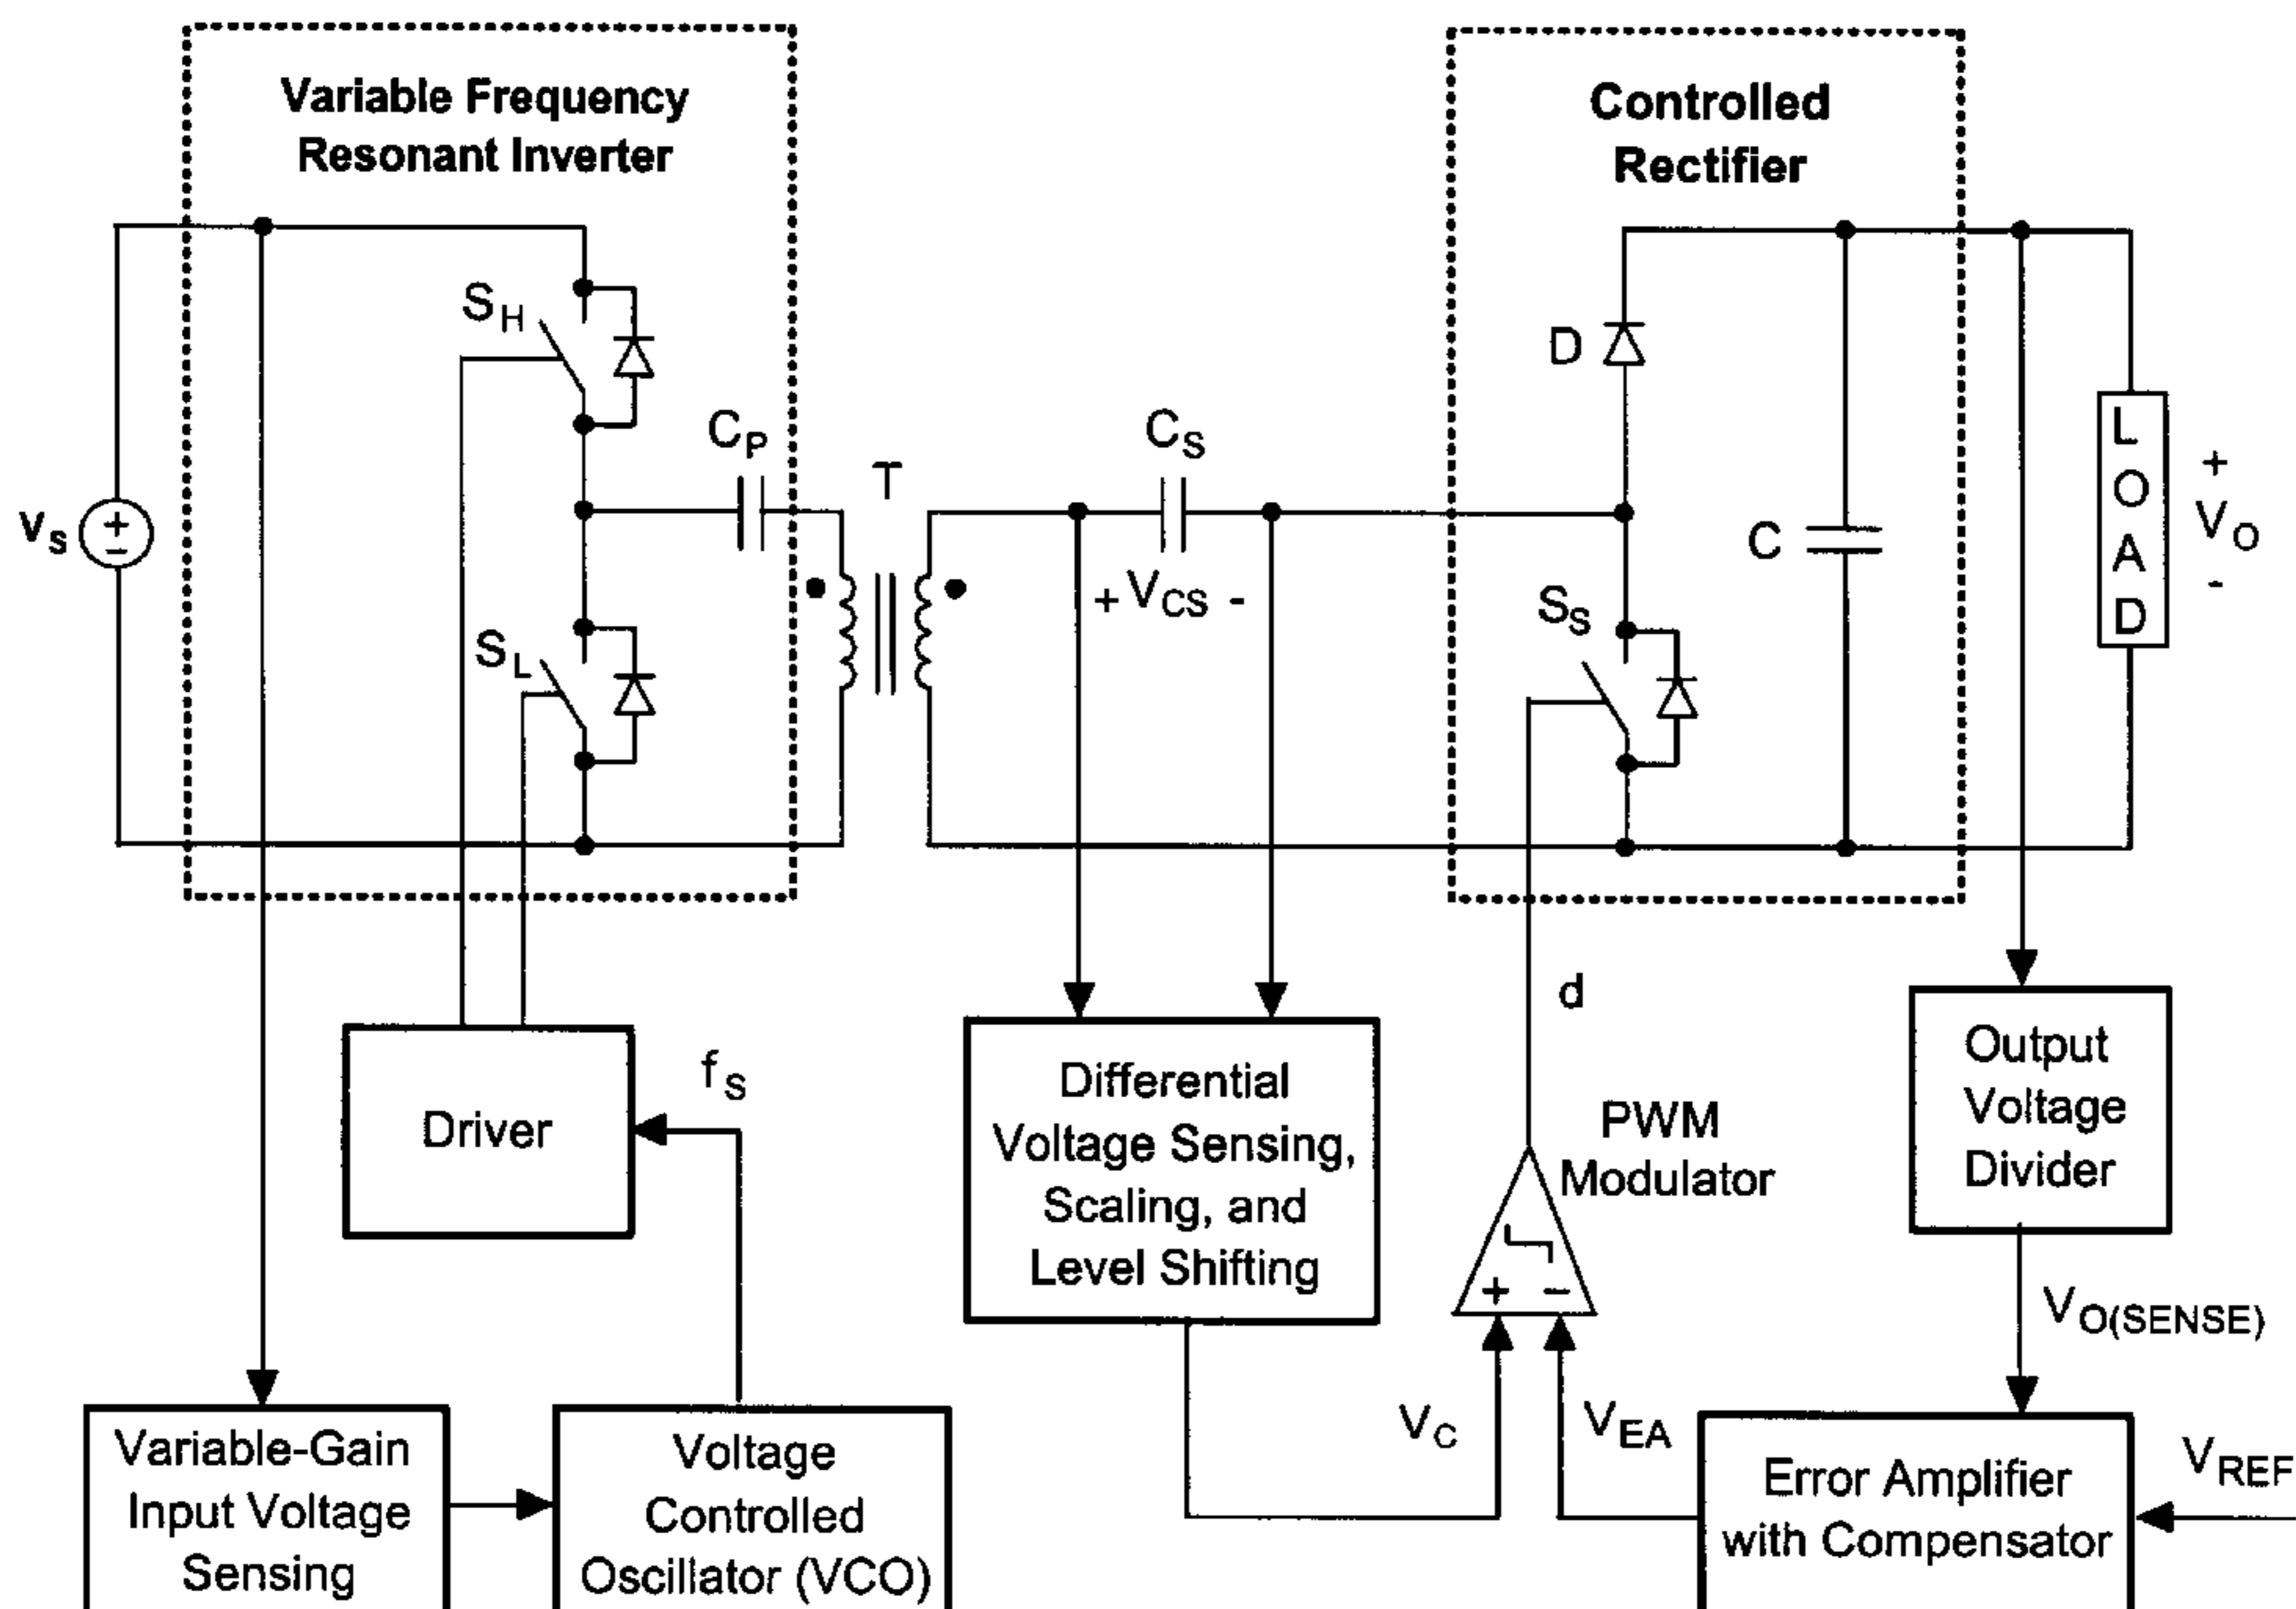 Variable Frequency
Resonant Inverter
Controlled
Rectifier
S_H
D
C_P
T
C_S
L
O
A
D
+
V_O
-
v_s
+
-
C
+ V_CS -
S_L
S_S
d
Driver
f_S
Differential
Voltage Sensing,
Scaling, and
Level Shifting
PWM
Modulator
+ −
Output
Voltage
Divider
V_O(SENSE)
V_C
V_EA
V_REF
Variable-Gain
Input Voltage
Sensing
Voltage
Controlled
Oscillator (VCO)
Error Amplifier
with Compensator